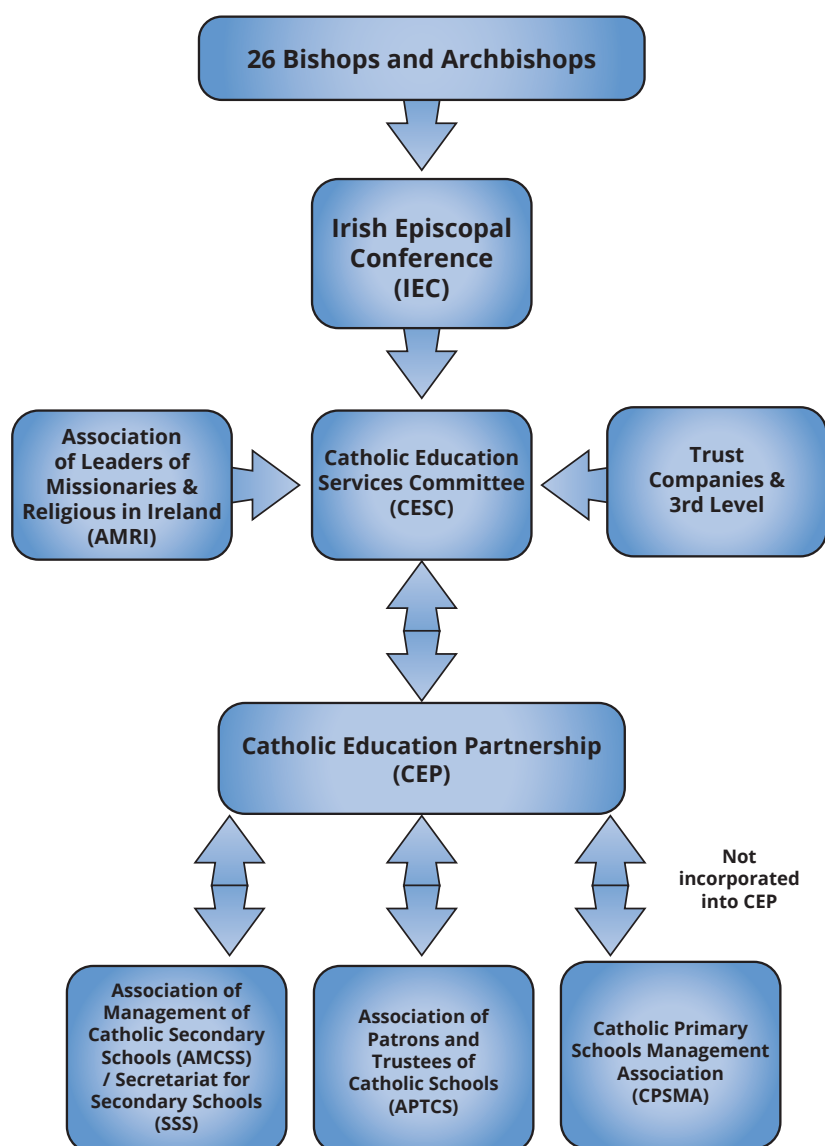 26 Bishops and Archbishops
Irish Episcopal
Conference
(IEC)
Association
of Leaders of
Missionaries &
Religious in Ireland
(AMRI)
Catholic Education
Services Committee
(CESC)
Trust
Companies &
3rd Level
Catholic Education Partnership
(CEP)
Not
incorporated
into CEP
Association of
Management of
Catholic Secondary
Schools (AMCSS)
/ Secretariat for
Secondary Schools
(SSS)
Association of
Patrons and
Trustees of
Catholic Schools
(APTCS)
Catholic Primary
Schools Management
Association
(CPSMA)